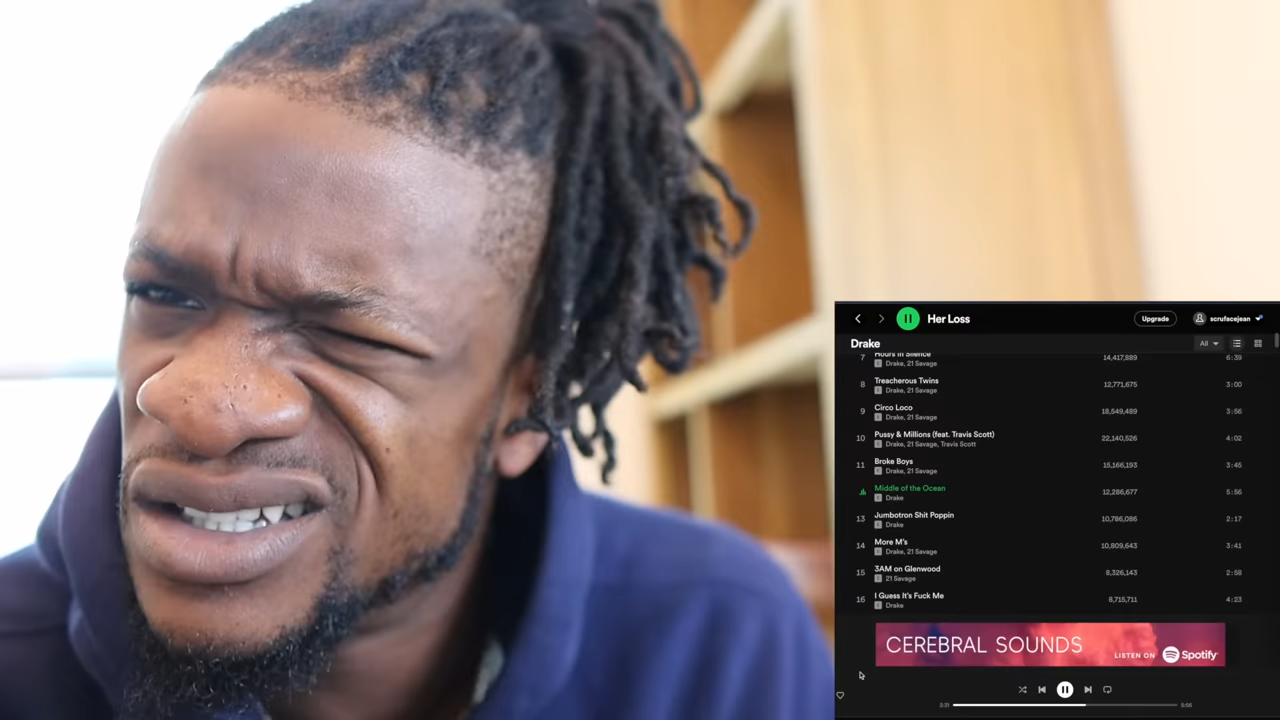 Her Loss
Upgrade
scrufacejean
Drake
All
7 Hours in Silence 14,417,889 6:39
E Drake, 21 Savage
8 Treacherous Twins 12,771,675 3:00
E Drake, 21 Savage
9 Circo Loco 18,549,489 3:56
E Drake, 21 Savage
10 Pussy & Millions (feat. Travis Scott) 22,140,526 4:02
E Drake, 21 Savage, Travis Scott
11 Broke Boys 15,166,193 3:45
E Drake, 21 Savage
Middle of the Ocean 12,286,677 5:56
E Drake
13 Jumbotron Shit Poppin 10,786,086 2:17
E Drake
14 More M's 10,809,643 3:41
E Drake, 21 Savage
15 3AM on Glenwood 8,326,143 2:58
E 21 Savage
16 I Guess It's Fuck Me 8,715,711 4:23
E Drake
CEREBRAL SOUNDS
LISTEN ON Spotify
3:31 5:56